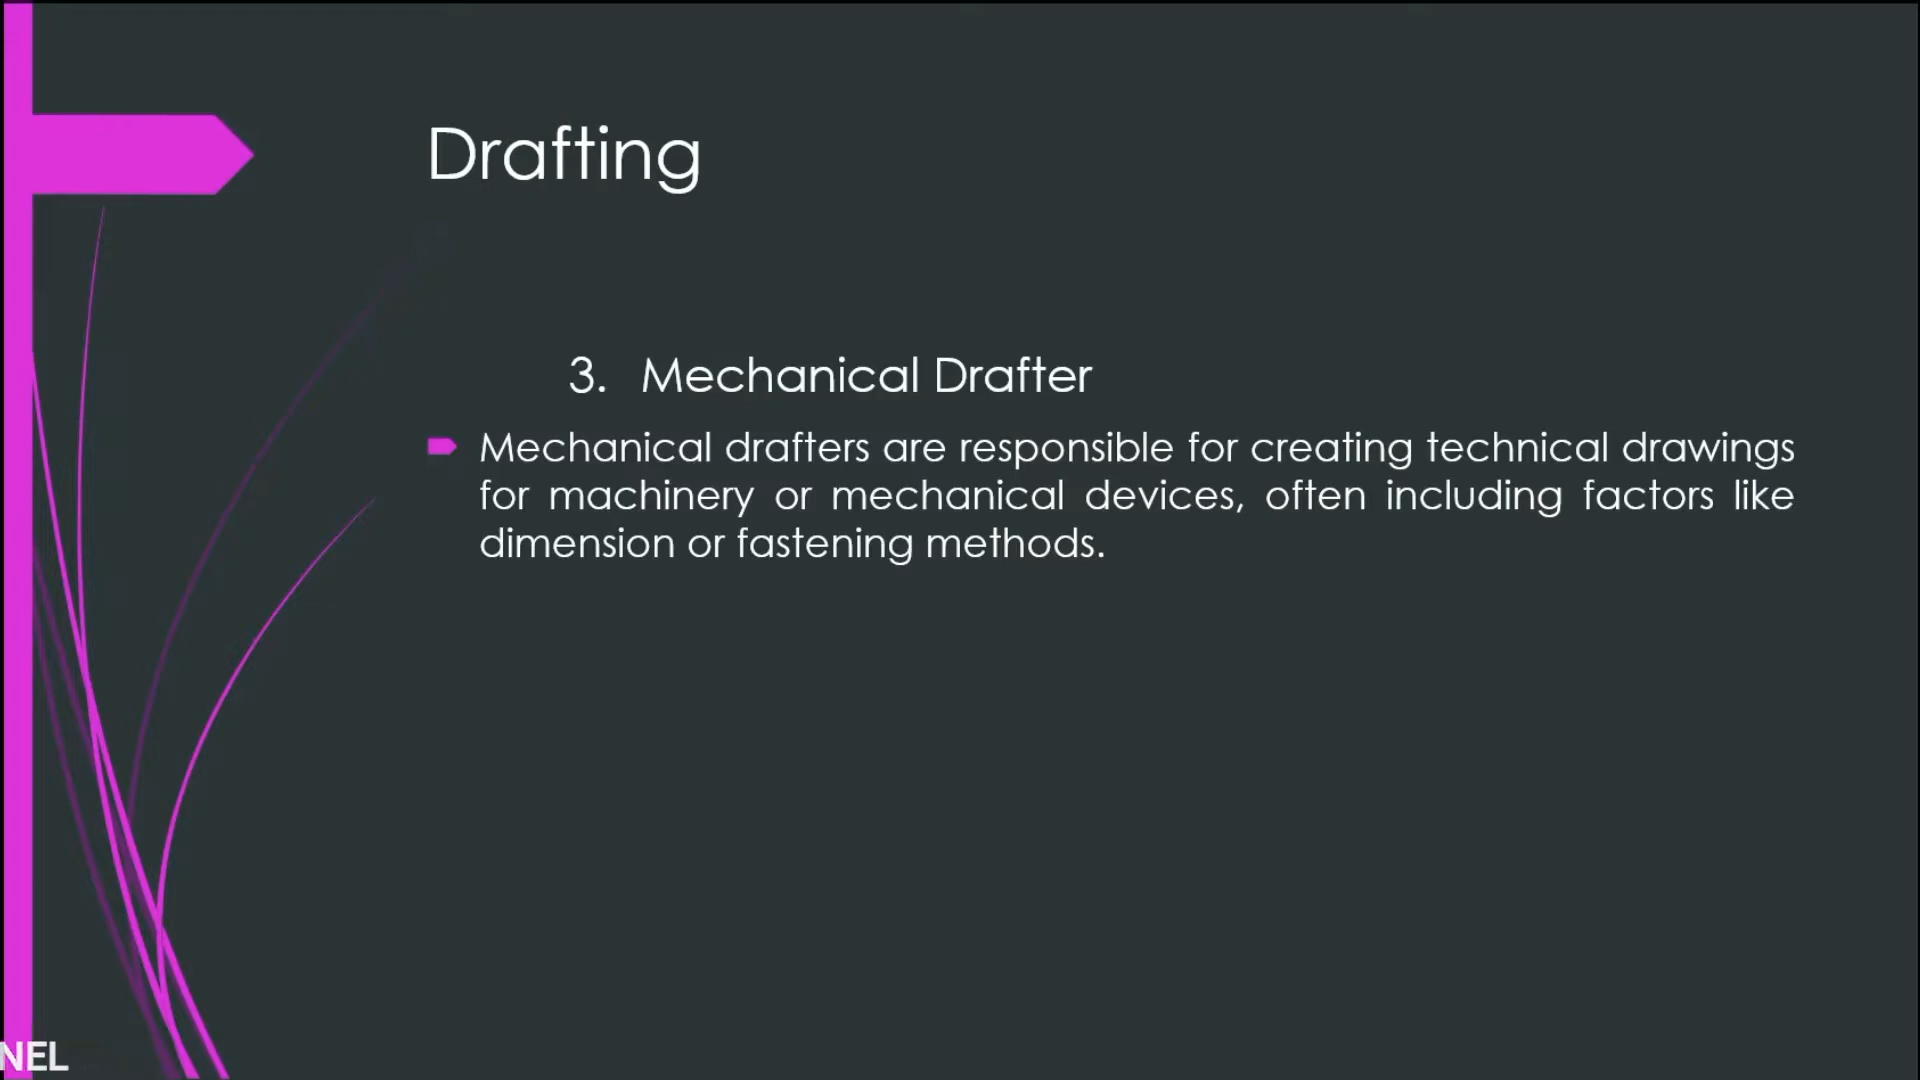 Drafting
3. Mechanical Drafter
Mechanical drafters are responsible for creating technical drawings
for machinery or mechanical devices, often including factors like
dimension or fastening methods.
NEL